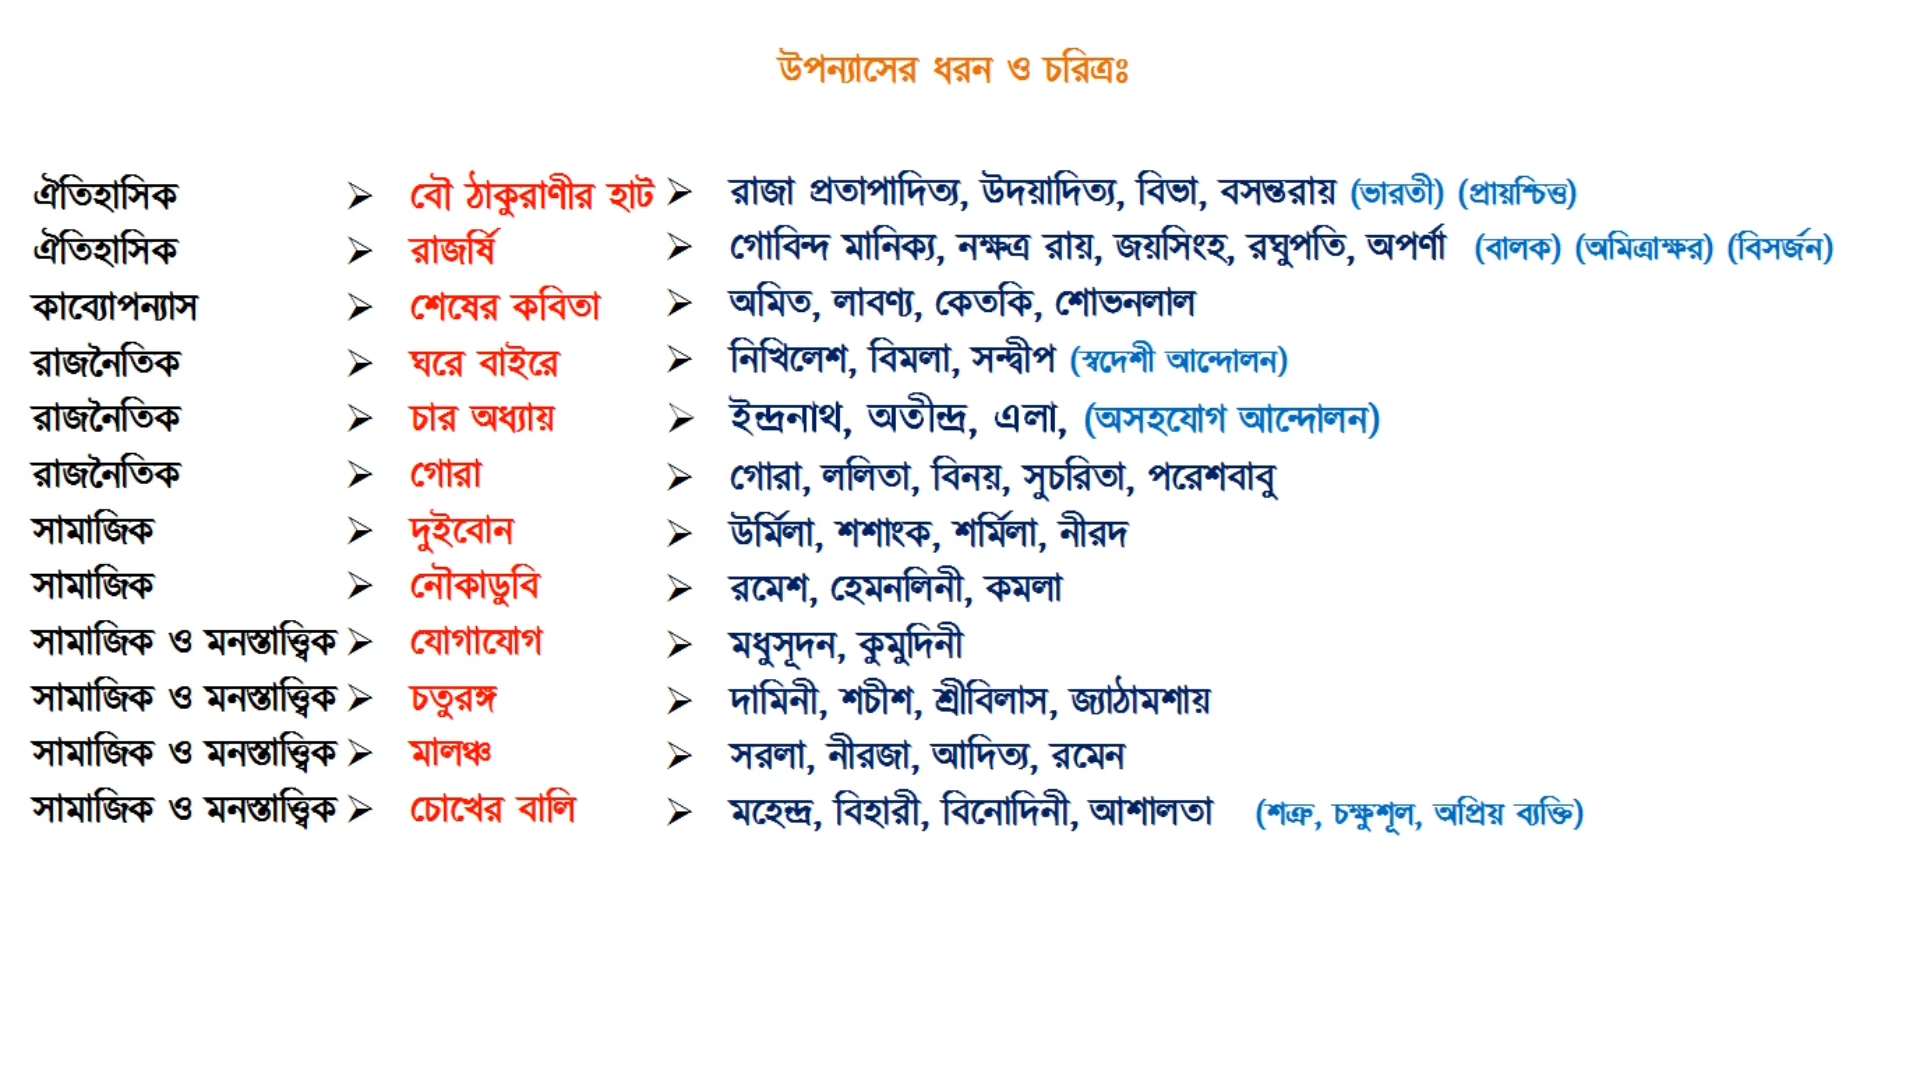 উপন্যাসের ধরন ও চরিত্রঃ
ঐতিহাসিক ➢ বৌ ঠাকুরাণীর হাট ➢ রাজা প্রতাপাদিত্য, উদয়াদিত্য, বিভা, বসন্তরায় (ভারতী) (প্রায়শ্চিত্ত)
ঐতিহাসিক ➢ রাজর্ষি ➢ গোবিন্দ মানিক্য, নক্ষত্র রায়, জয়সিংহ, রঘুপতি, অপর্ণা (বালক) (অমিত্রাক্ষর) (বিসর্জন)
কাব্যোপন্যাস ➢ শেষের কবিতা ➢ অমিত, লাবণ্য, কেতকি, শোভনলাল
রাজনৈতিক ➢ ঘরে বাইরে ➢ নিখিলেশ, বিমলা, সন্দ্বীপ (স্বদেশী আন্দোলন)
রাজনৈতিক ➢ চার অধ্যায় ➢ ইন্দ্রনাথ, অতীন্দ্র, এলা, (অসহযোগ আন্দোলন)
রাজনৈতিক ➢ গোরা ➢ গোরা, ললিতা, বিনয়, সুচরিতা, পরেশবাবু
সামাজিক ➢ দুইবোন ➢ উর্মিলা, শশাংক, শর্মিলা, নীরদ
সামাজিক ➢ নৌকাডুবি ➢ রমেশ, হেমনলিনী, কমলা
সামাজিক ও মনস্তাত্ত্বিক ➢ যোগাযোগ ➢ মধুসূদন, কুমুদিনী
সামাজিক ও মনস্তাত্ত্বিক ➢ চতুরঙ্গ ➢ দামিনী, শচীশ, শ্রীবিলাস, জ্যাঠামশায়
সামাজিক ও মনস্তাত্ত্বিক ➢ মালঞ্চ ➢ সরলা, নীরজা, আদিত্য, রমেন
সামাজিক ও মনস্তাত্ত্বিক ➢ চোখের বালি ➢ মহেন্দ্র, বিহারী, বিনোদিনী, আশালতা (শত্রু, চক্ষুশূল, অপ্রিয় ব্যক্তি)